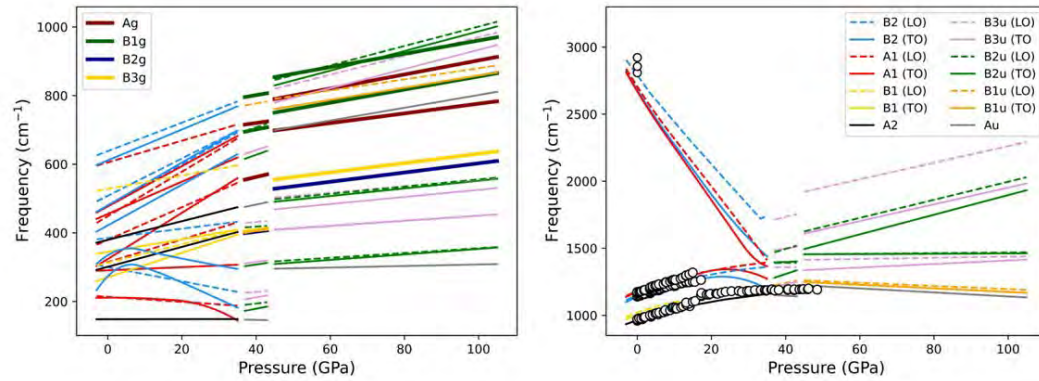 Frequency (cm⁻¹)
1000
800
600
400
200
Ag
B1g
B2g
B3g
0
20
40
60
80
100
Pressure (GPa)
Frequency (cm⁻¹)
3000
2500
2000
1500
1000
B2 (LO)
B2 (TO)
A1 (LO)
A1 (TO)
B1 (LO)
B1 (TO)
A2
B3u (LO)
B3u (TO
B2u (LO)
B2u (TO)
B1u (LO)
B1u (TO)
Au
0
20
40
60
80
100
Pressure (GPa)